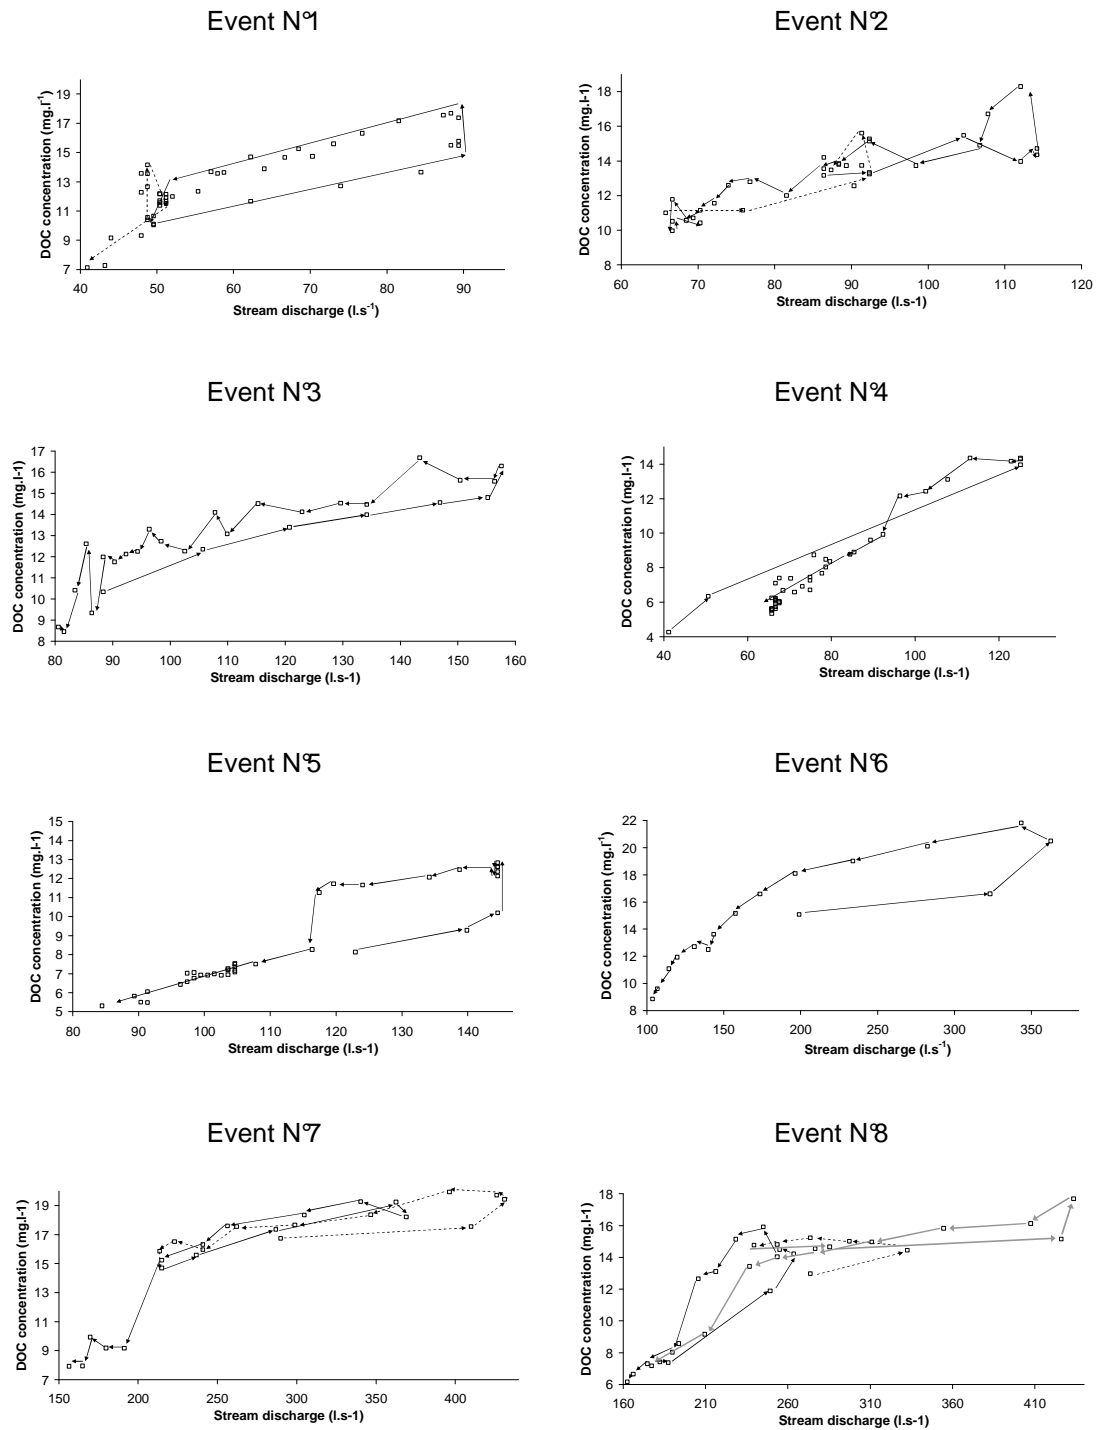 Event N°1
Event N°2
DOC concentration (mg.l-1)
19
17
15
13
11
9
7
40 50 60 70 80 90
Stream discharge (l.s-1)
DOC concentration (mg.l-1)
18
16
14
12
10
8
60 70 80 90 100 110 120
Stream discharge (l.s-1)
Event N°3
Event N°4
DOC concentration (mg.l-1)
17
16
15
14
13
12
11
10
9
8
80 90 100 110 120 130 140 150 160
Stream discharge (l.s-1)
DOC concentration (mg.l-1)
14
12
10
8
6
4
40 60 80 100 120
Stream discharge (l.s-1)
Event N°5
Event N°6
DOC concentration (mg.l-1)
15
14
13
12
11
10
9
8
7
6
5
80 90 100 110 120 130 140
Stream discharge (l.s-1)
DOC concentration (mg.l-1)
22
20
18
16
14
12
10
8
100 150 200 250 300 350
Stream discharge (l.s-1)
Event N°7
Event N°8
DOC concentration (mg.l-1)
19
17
15
13
11
9
7
150 200 250 300 350 400
Stream discharge (l.s-1)
DOC concentration (mg.l-1)
18
16
14
12
10
8
6
160 210 260 310 360 410
Stream discharge (l.s-1)